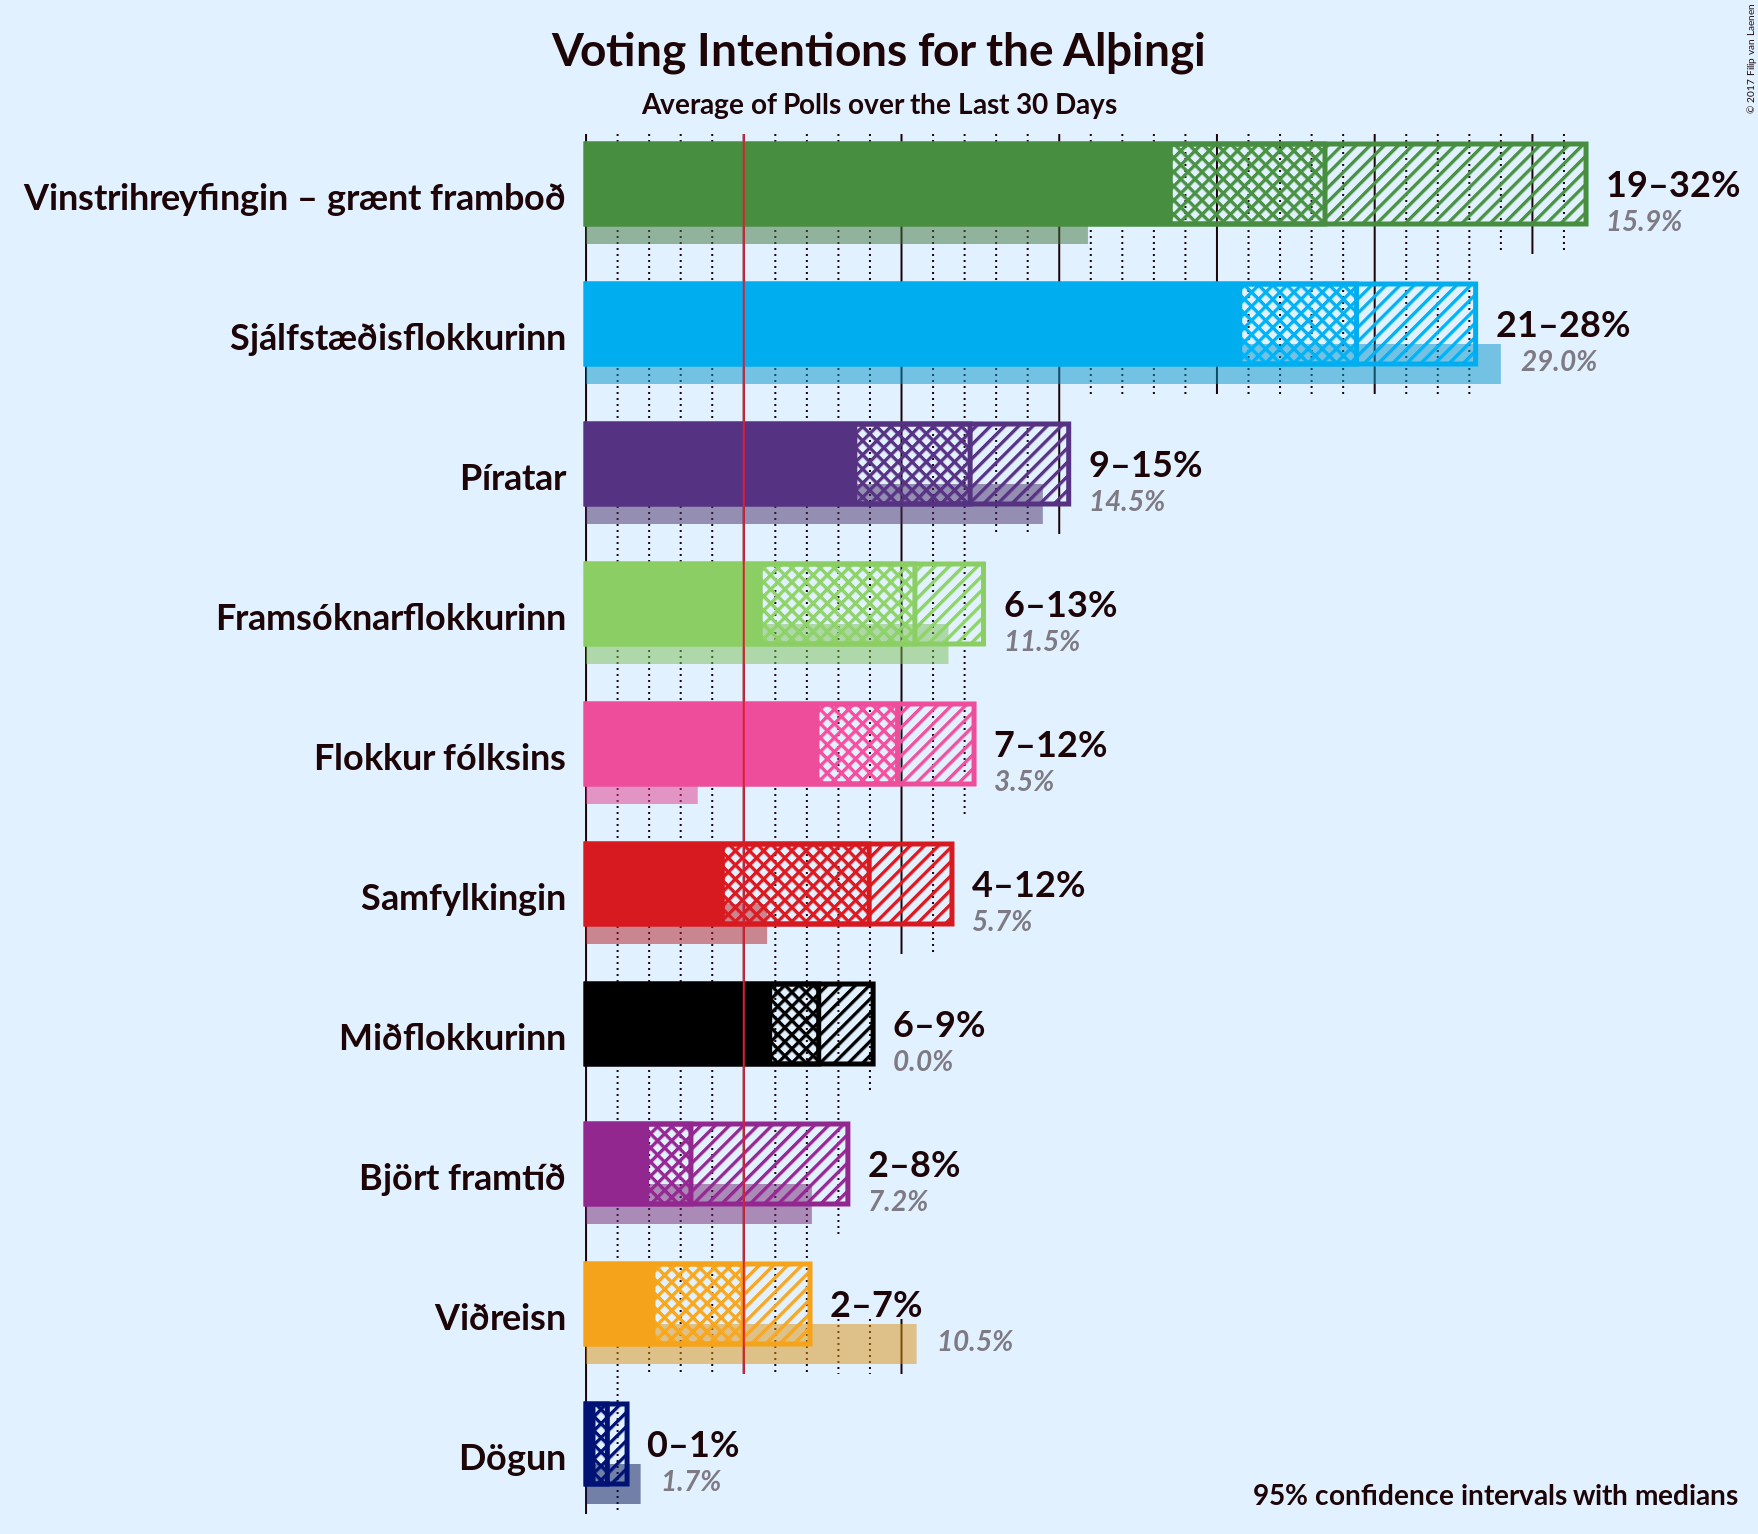 © 2017 Filip van Laenen
Voting Intentions for the Alþingi
Average of Polls over the Last 30 Days
Vinstrihreyfingin – grænt framboð
19–32%
15.9%
Sjálfstæðisflokkurinn
21–28%
29.0%
Píratar
9–15%
14.5%
Framsóknarflokkurinn
6–13%
11.5%
Flokkur fólksins
7–12%
3.5%
Samfylkingin
4–12%
5.7%
Miðflokkurinn
6–9%
0.0%
Björt framtíð
2–8%
7.2%
Viðreisn
2–7%
10.5%
Dögun
0–1%
1.7%
95% confidence intervals with medians